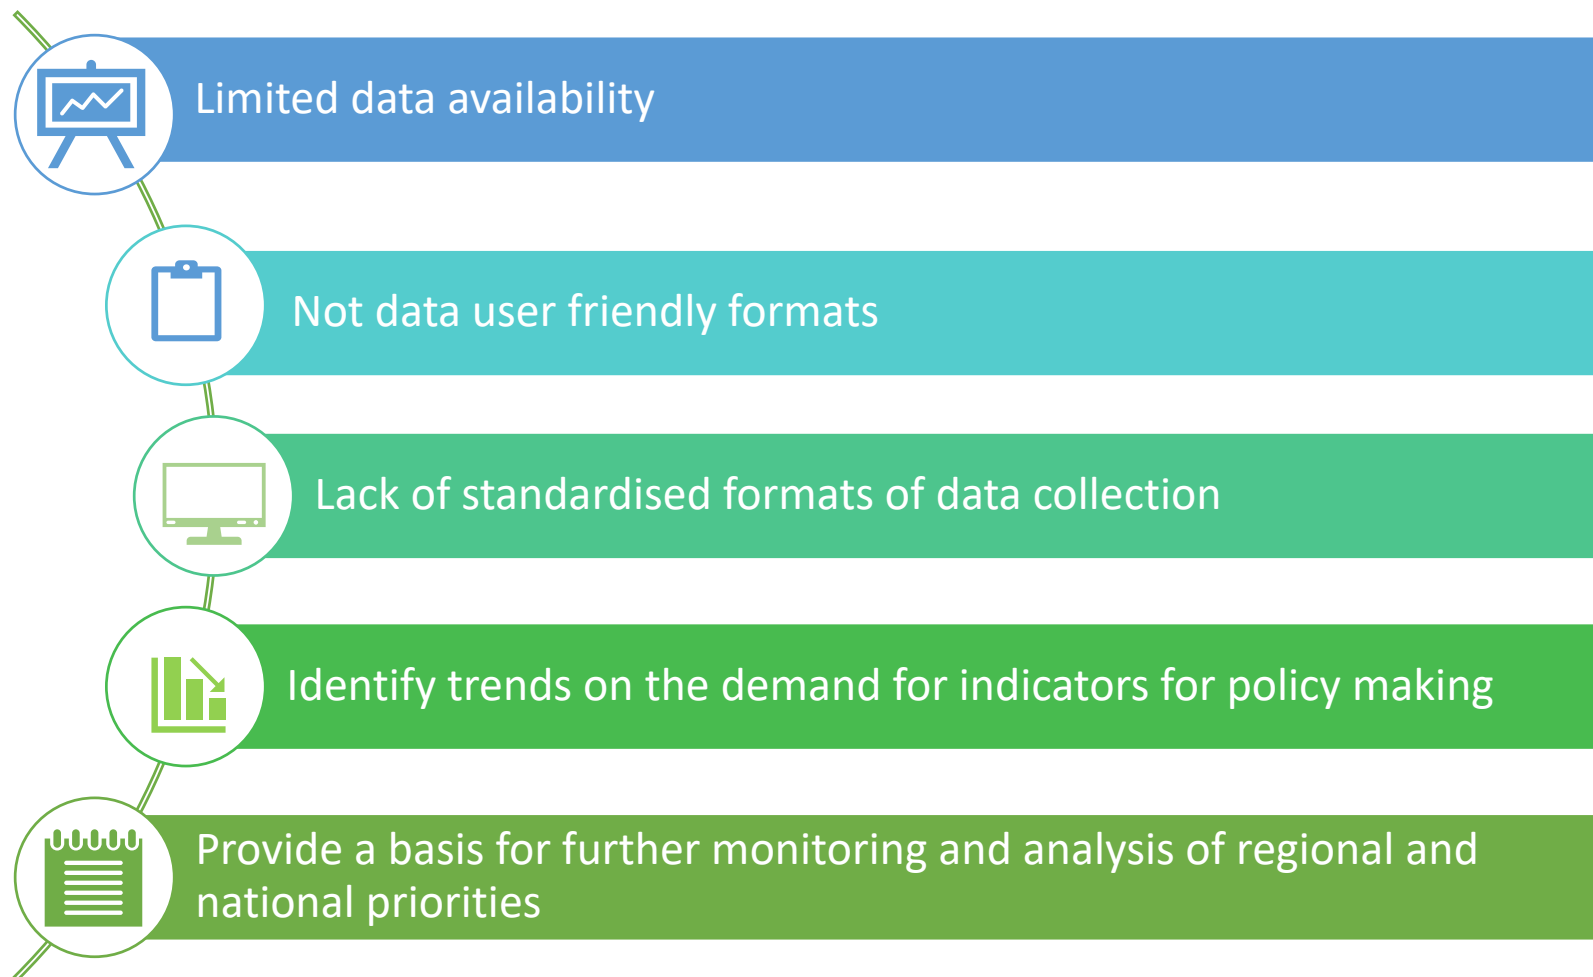 Limited data availability
Not data user friendly formats
Lack of standardised formats of data collection
Identify trends on the demand for indicators for policy making
Provide a basis for further monitoring and analysis of regional and
national priorities